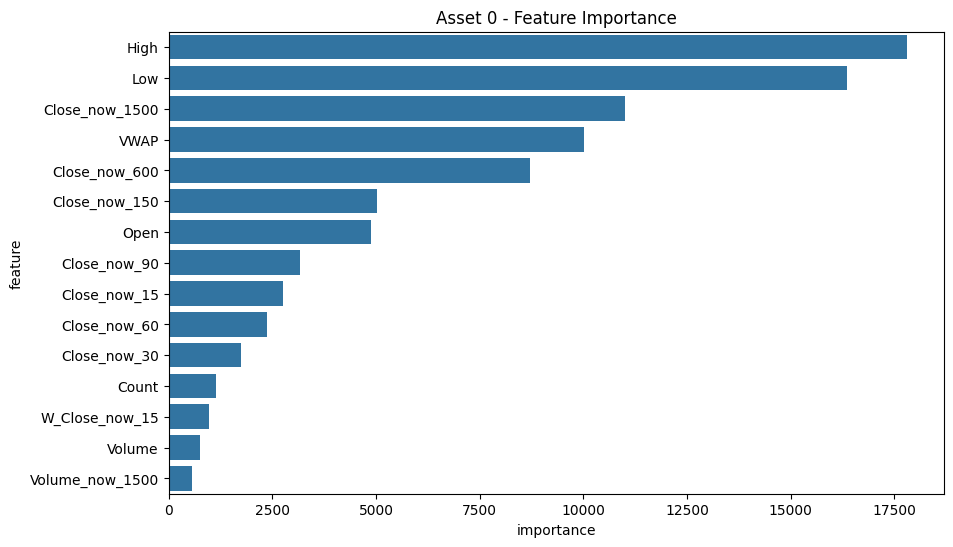 Asset 0 - Feature Importance
High
Low
Close_now_1500
VWAP
Close_now_600
Close_now_150
Open
Close_now_90
Close_now_15
Close_now_60
Close_now_30
Count
W_Close_now_15
Volume
Volume_now_1500
feature
0 2500 5000 7500 10000 12500 15000 17500
importance